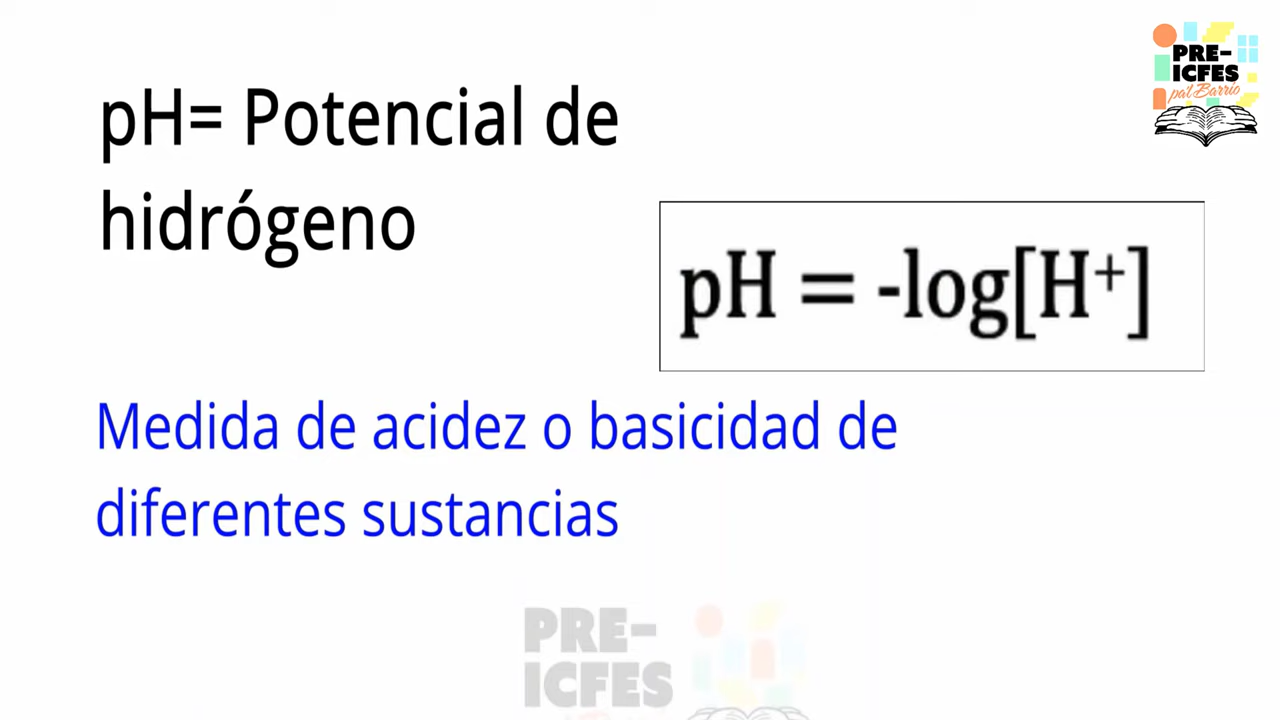 PRE-
ICFES
pa'l Barrio
pH= Potencial de
hidrógeno
pH = -log[H⁺]
Medida de acidez o basicidad de
diferentes sustancias
PRE-
ICFES